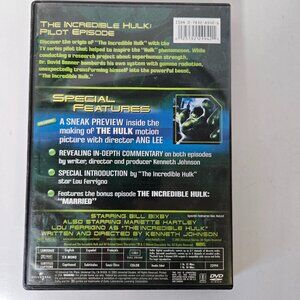 THE INCREDIBLE HULK:
PILOT EPISODE
Discover the origin of "The Incredible Hulk" with the
TV series pilot that helped to inspire the "Hulk" phenomenon. While
conducting a research project about superhuman strength,
Dr. David Banner bombards his own system with gamma radiation,
unexpectedly transforming himself into the powerful beast,
"The Incredible Hulk."
SPECIAL
FEATURES
A SNEAK PREVIEW inside the
making of THE HULK motion
picture with director ANG LEE
REVEALING IN-DEPTH COMMENTARY on both episodes
by writer, director and producer Kenneth Johnson
SPECIAL INTRODUCTION by "The Incredible Hulk"
star Lou Ferrigno
Features the bonus episode THE INCREDIBLE HULK:
"MARRIED"
STARRING BILL BIXBY
ALSO STARRING MARIETTE HARTLEY
LOU FERRIGNO AS "THE INCREDIBLE HULK"
WRITTEN AND DIRECTED BY KENNETH JOHNSON
DVD